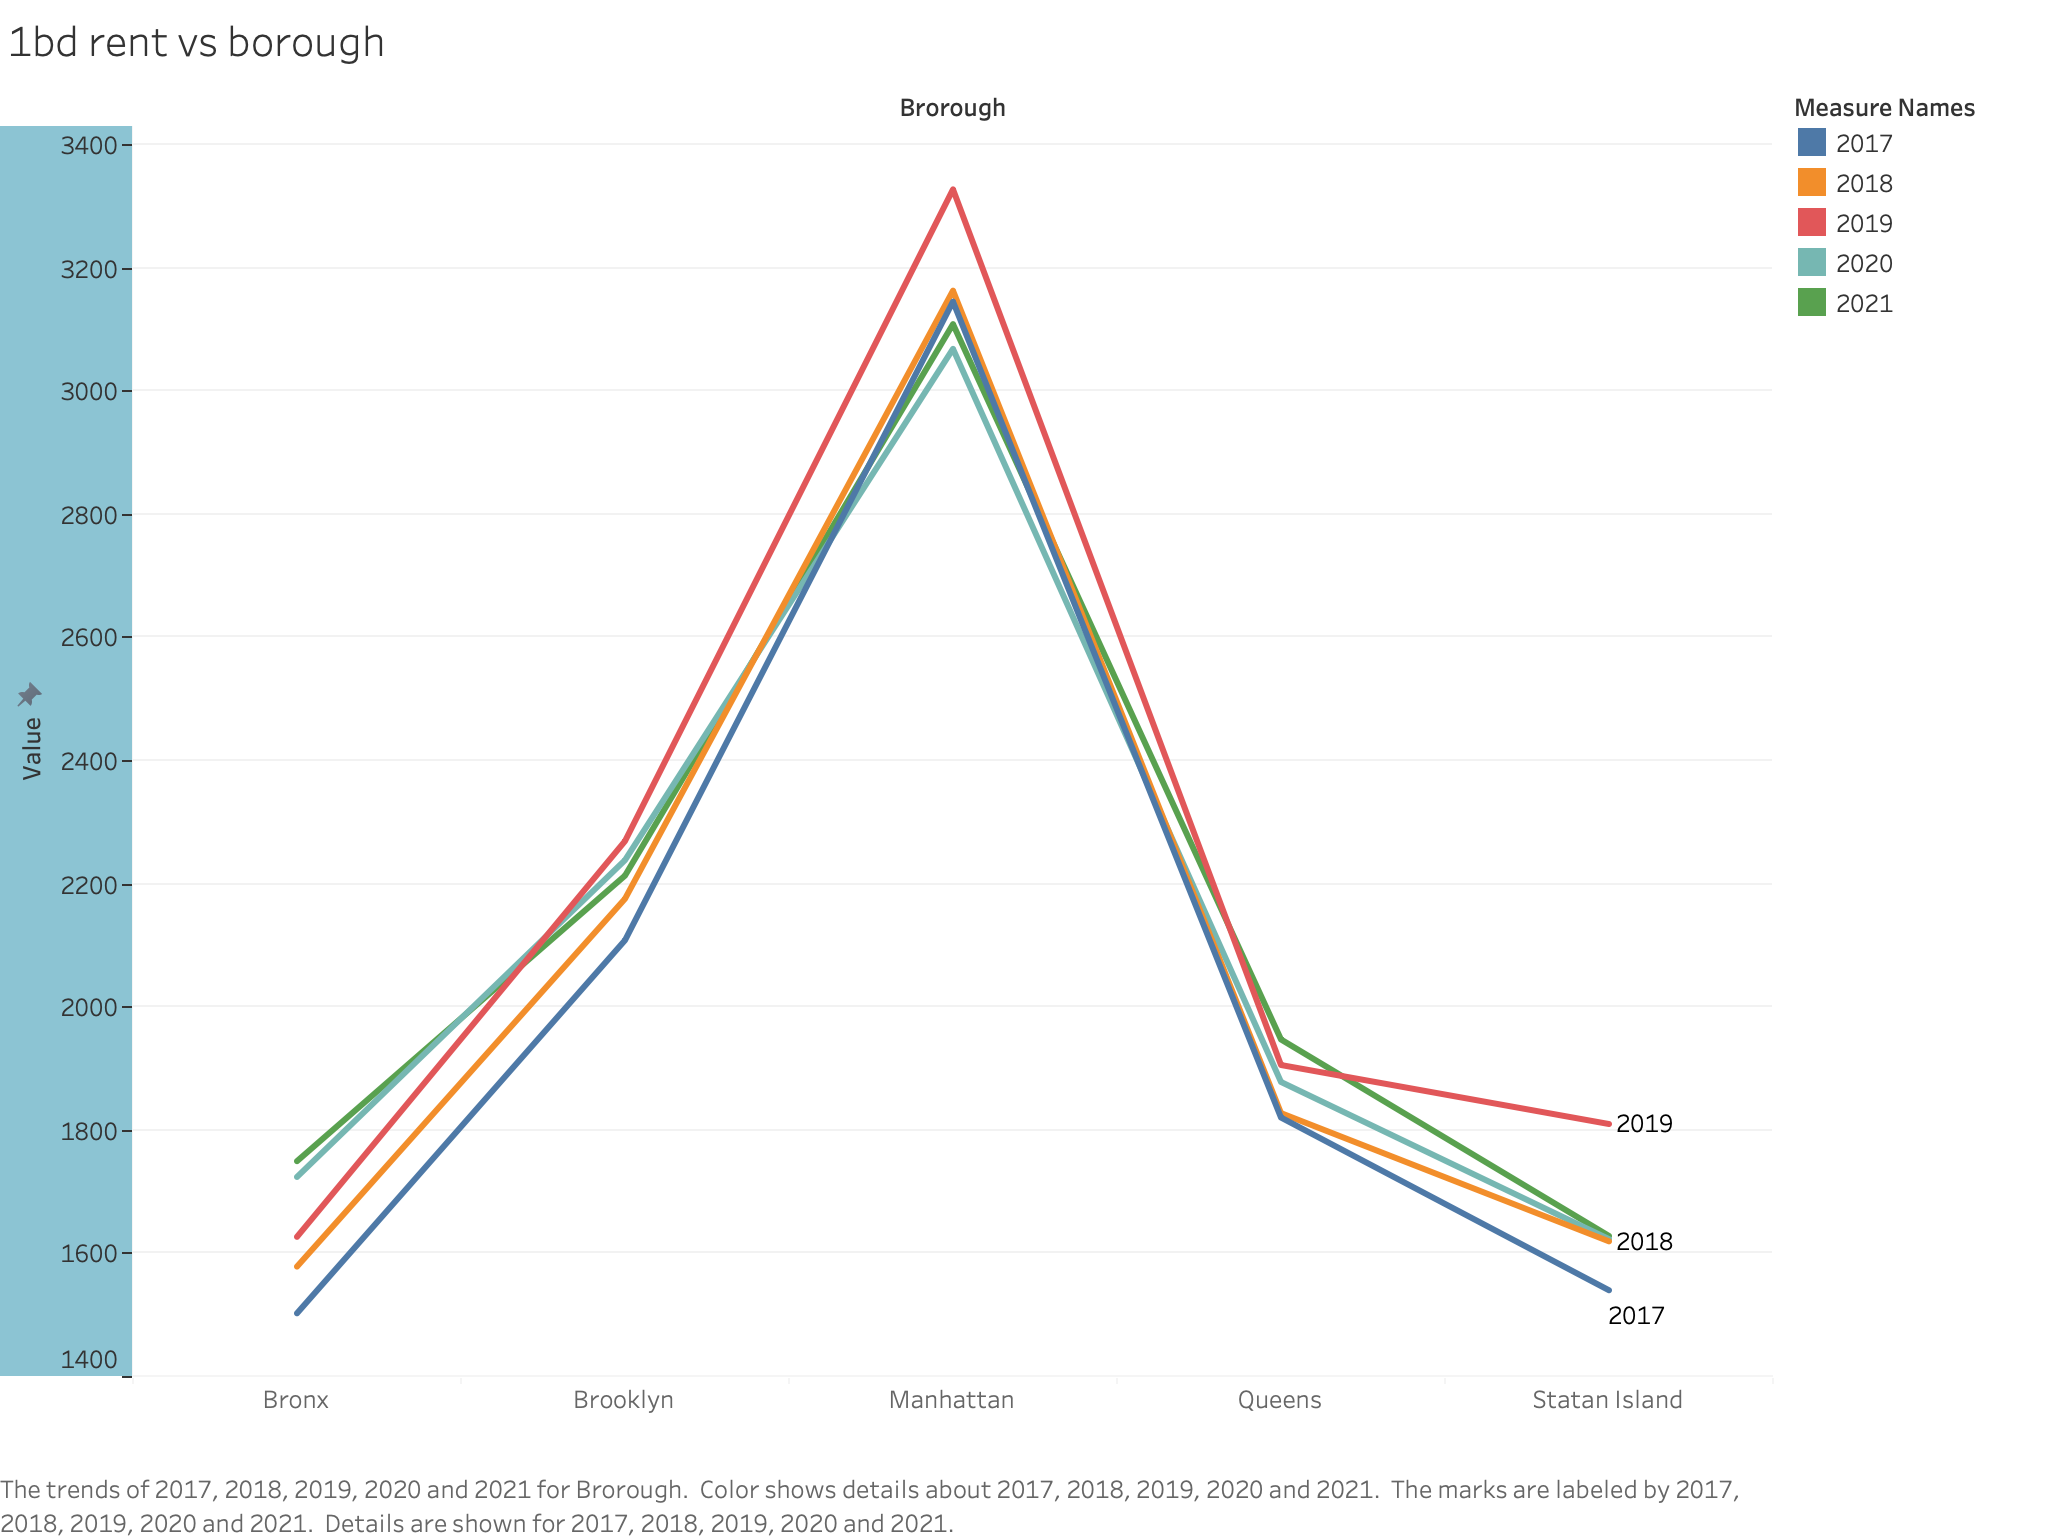 1bd rent vs borough
Brorough
Measure Names
2017
2018
2019
2020
2021
3400
3200
3000
2800
2600
2400
2200
2000
1800
1600
1400
Value
2019
2018
2017
Bronx
Brooklyn
Manhattan
Queens
Statan Island
The trends of 2017, 2018, 2019, 2020 and 2021 for Brorough.  Color shows details about 2017, 2018, 2019, 2020 and 2021.  The marks are labeled by 2017,
2018, 2019, 2020 and 2021.  Details are shown for 2017, 2018, 2019, 2020 and 2021.